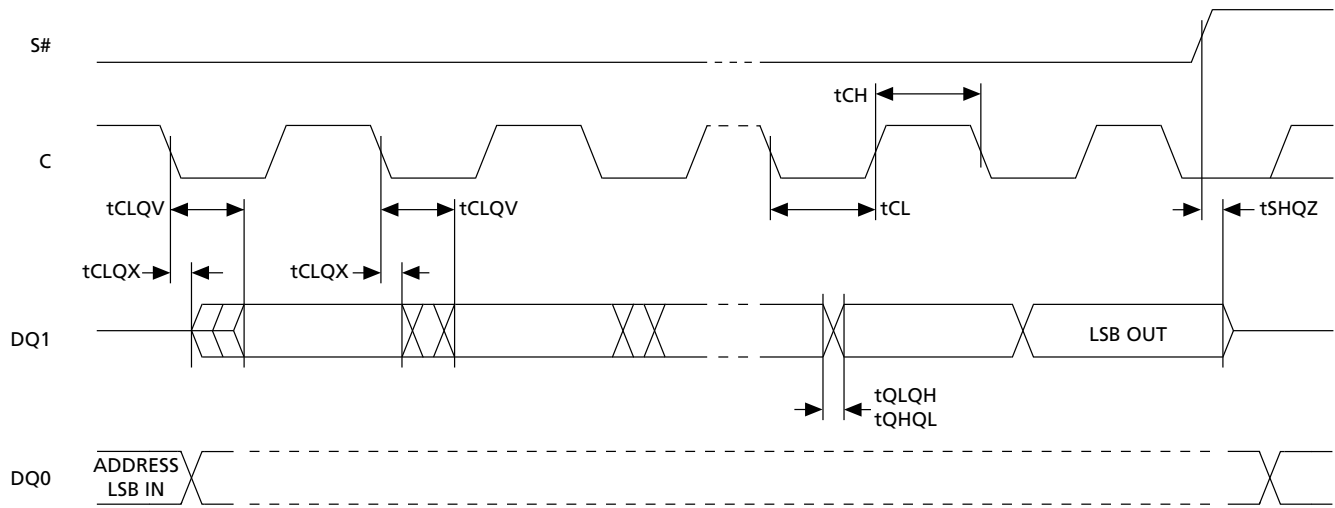 S#
tCH
C
tCLQV
tCLQV
tCL
tSHQZ
tCLQX
tCLQX
DQ1
LSB OUT
tQLQH
tQHQL
DQ0
ADDRESS
LSB IN